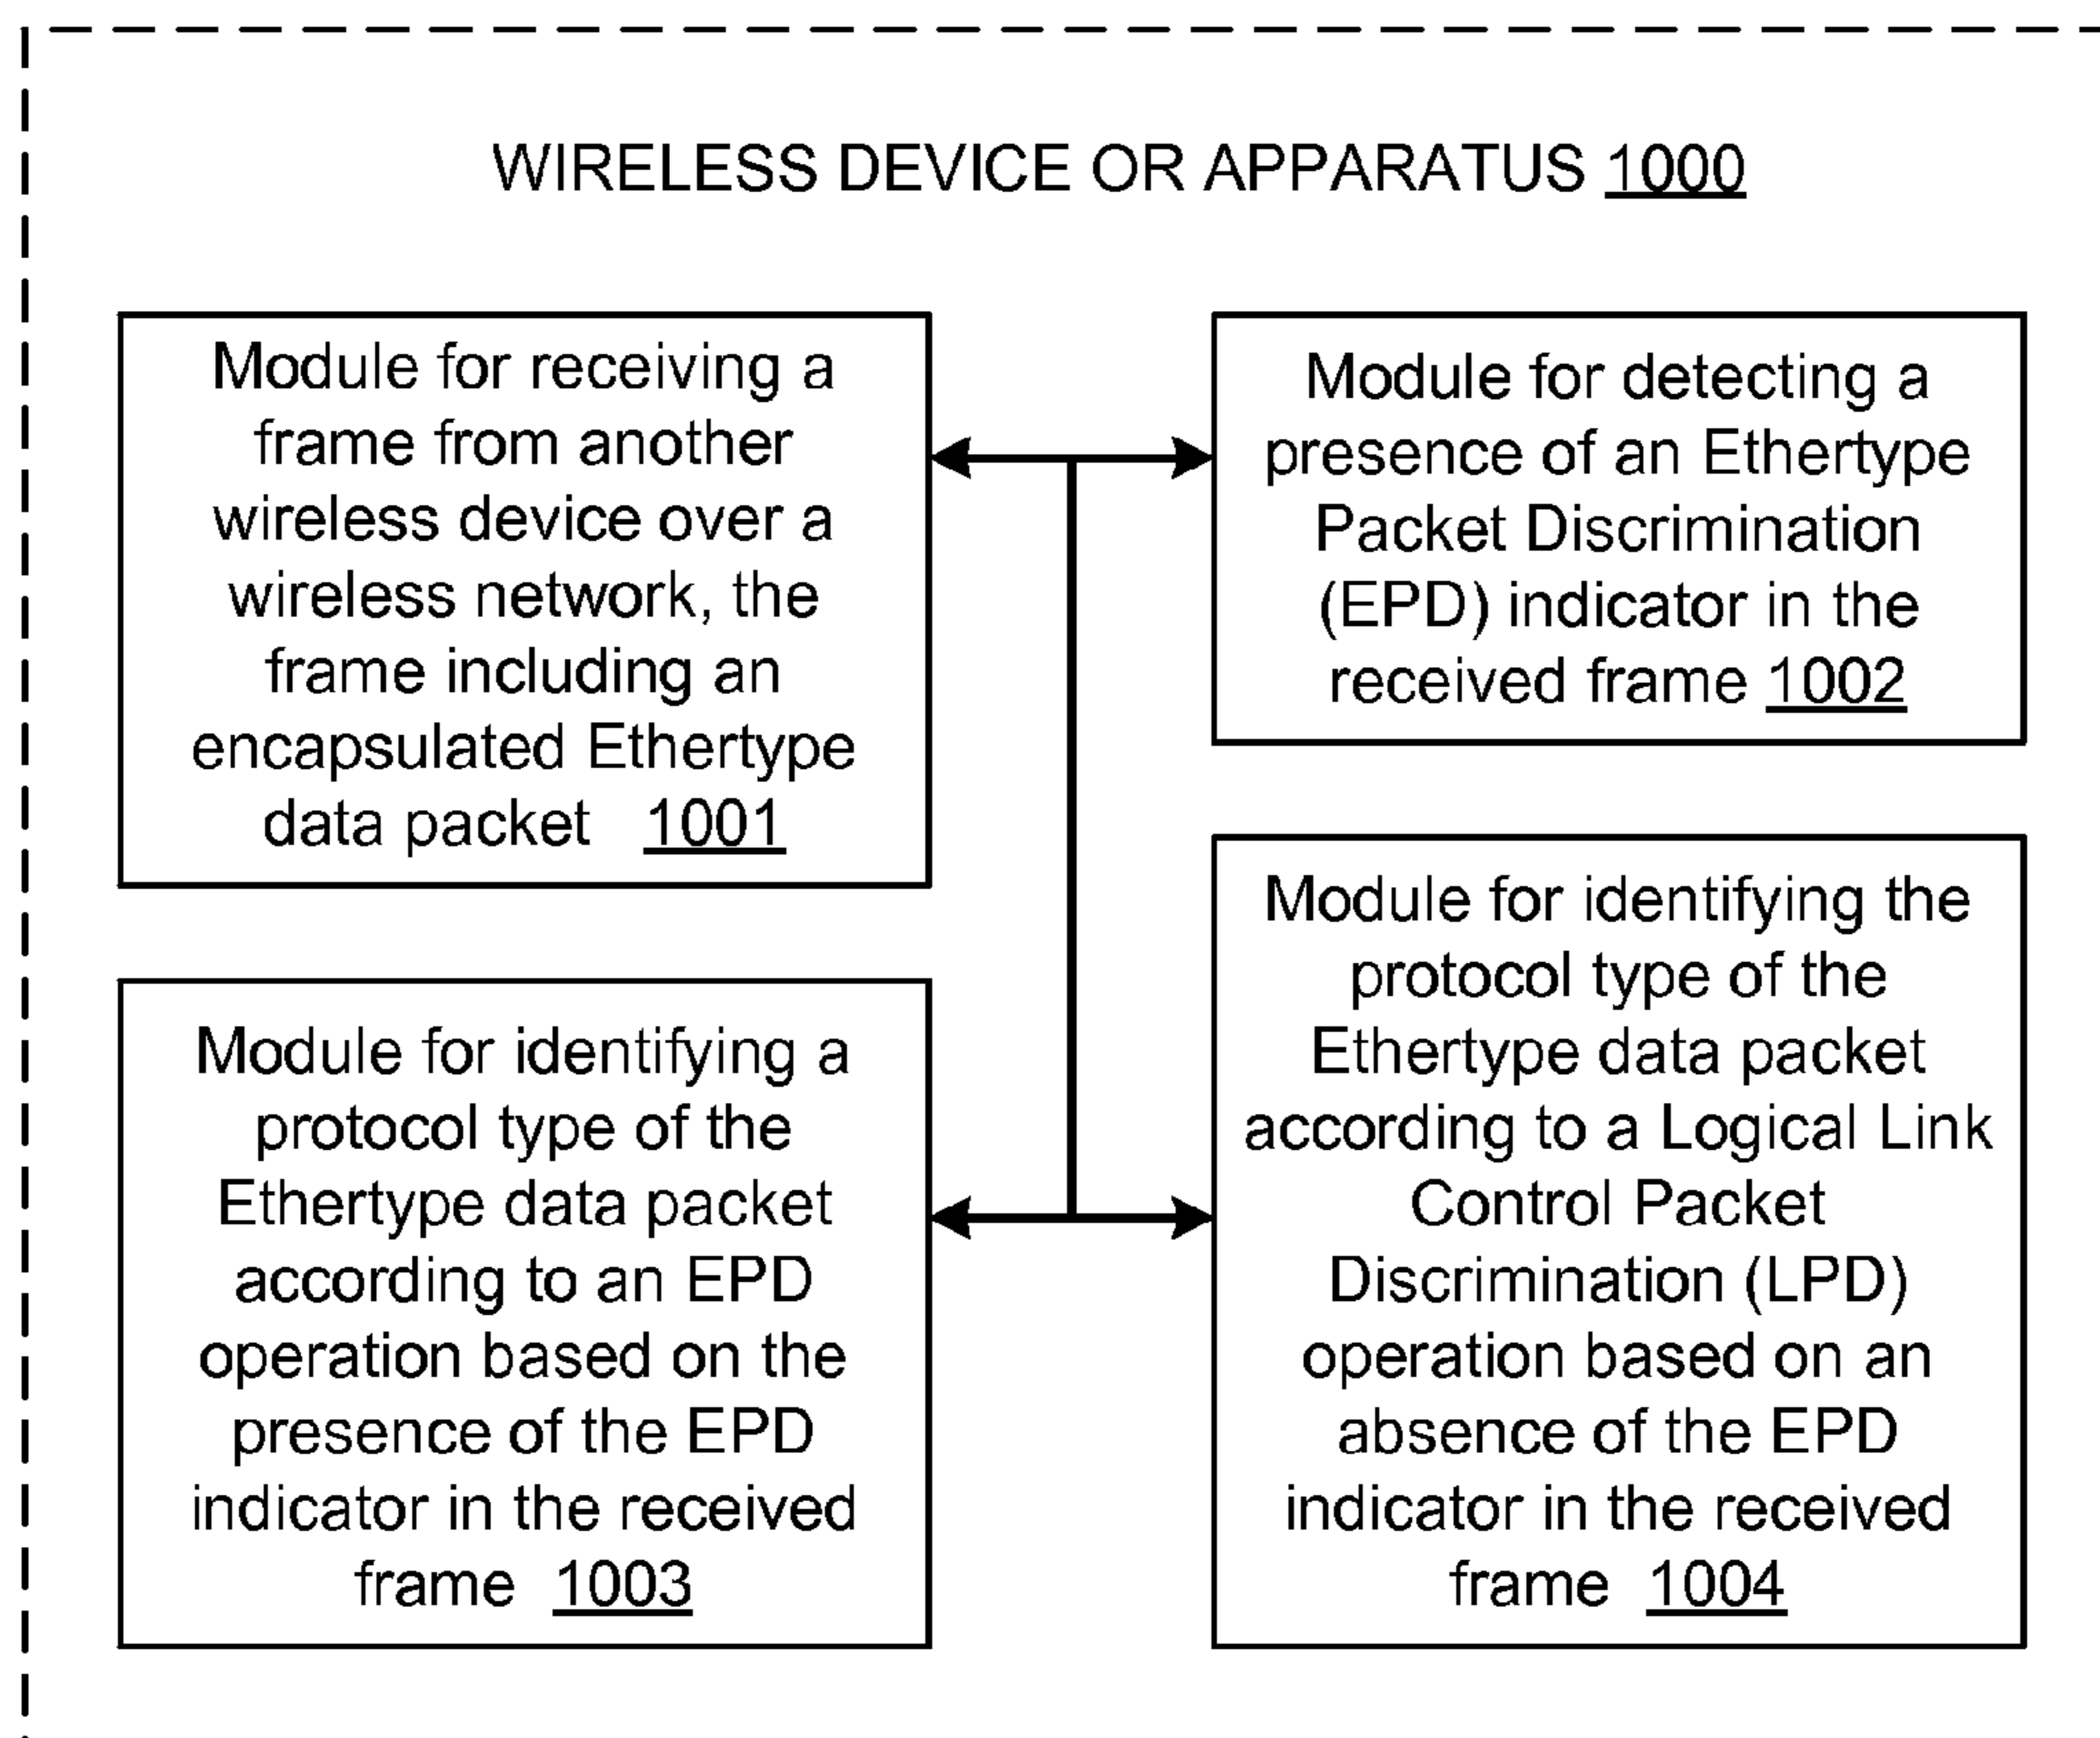 WIRELESS DEVICE OR APPARATUS 1000
Module for receiving a
frame from another
wireless device over a
wireless network, the
frame including an
encapsulated Ethertype
data packet 1001
Module for detecting a
presence of an Ethertype
Packet Discrimination
(EPD) indicator in the
received frame 1002
Module for identifying a
protocol type of the
Ethertype data packet
according to an EPD
operation based on the
presence of the EPD
indicator in the received
frame 1003
Module for identifying the
protocol type of the
Ethertype data packet
according to a Logical Link
Control Packet
Discrimination (LPD)
operation based on an
absence of the EPD
indicator in the received
frame 1004